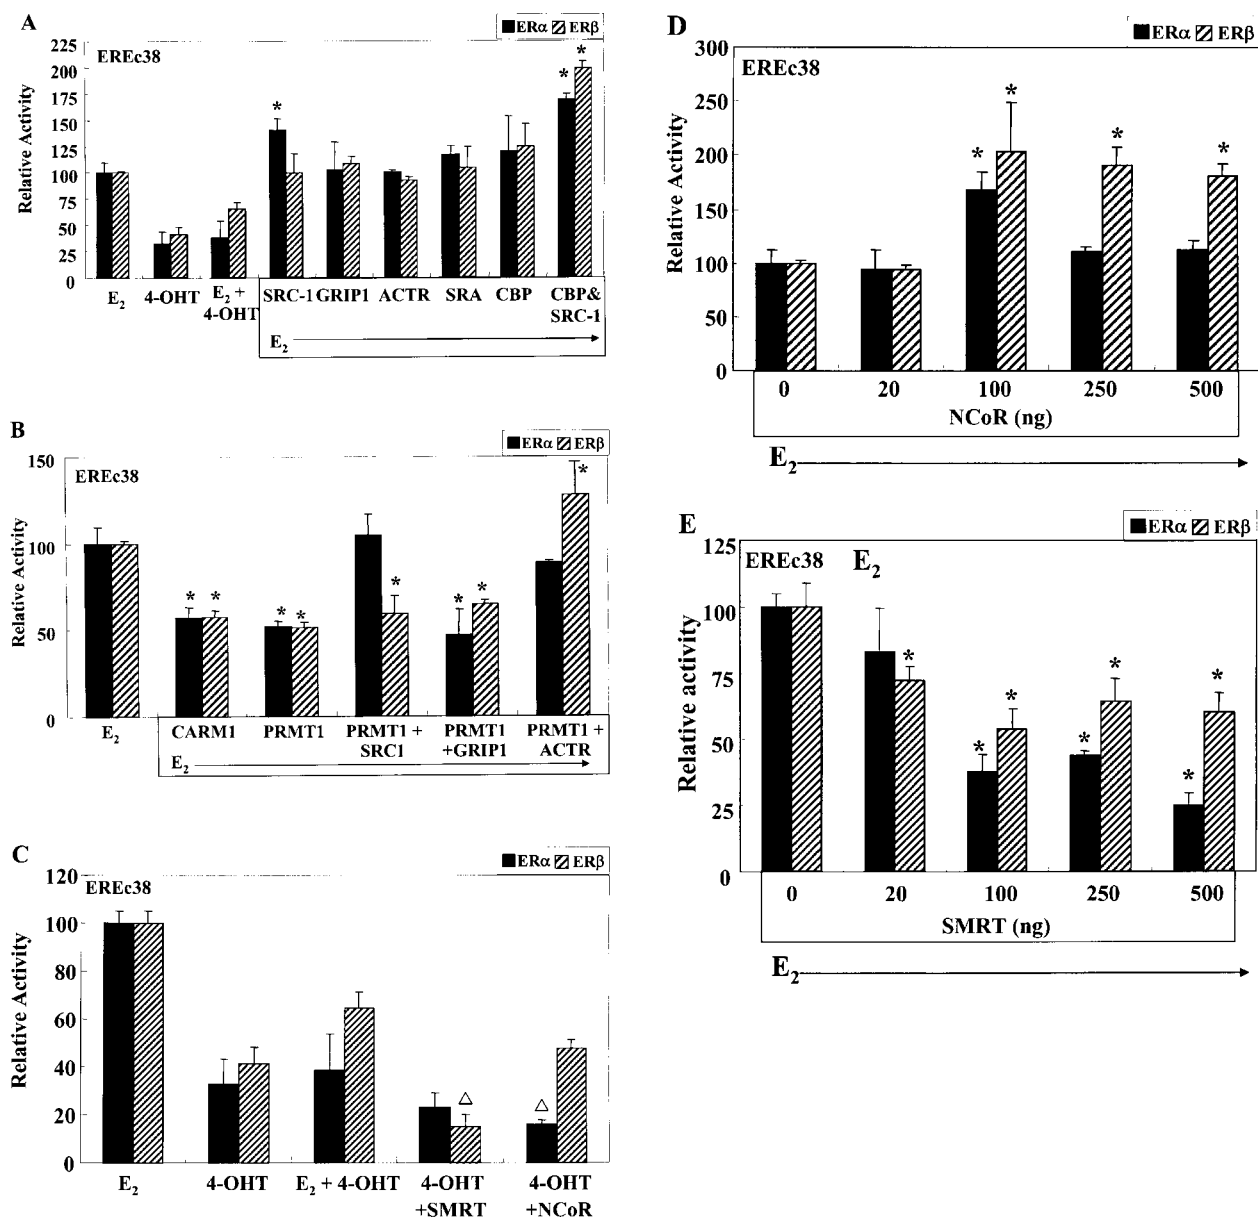 A
ERα ERβ
EREc38
Relative Activity
225
200
175
150
125
100
75
50
25
0
* * *
E2 4-OHT E2 + 4-OHT SRC-1 GRIP1 ACTR SRA CBP CBP& SRC-1
E2
B
ERα ERβ
EREc38
Relative Activity
150
100
50
0
* * * * * * * *
E2 CARM1 PRMT1 PRMT1 + SRC1 PRMT1 +GRIP1 PRMT1 + ACTR
E2
C
ERα ERβ
EREc38
Relative Activity
120
100
80
60
40
20
0
△ △
E2 4-OHT E2 + 4-OHT 4-OHT +SMRT 4-OHT +NCoR
D
ERα ERβ
EREc38
Relative Activity
300
250
200
150
100
50
0
* * * *
0 20 100 250 500
NCoR (ng)
E2
E
ERα ERβ
EREc38 E2
Relative activity
125
100
75
50
25
0
* * * * * * *
0 20 100 250 500
SMRT (ng)
E2